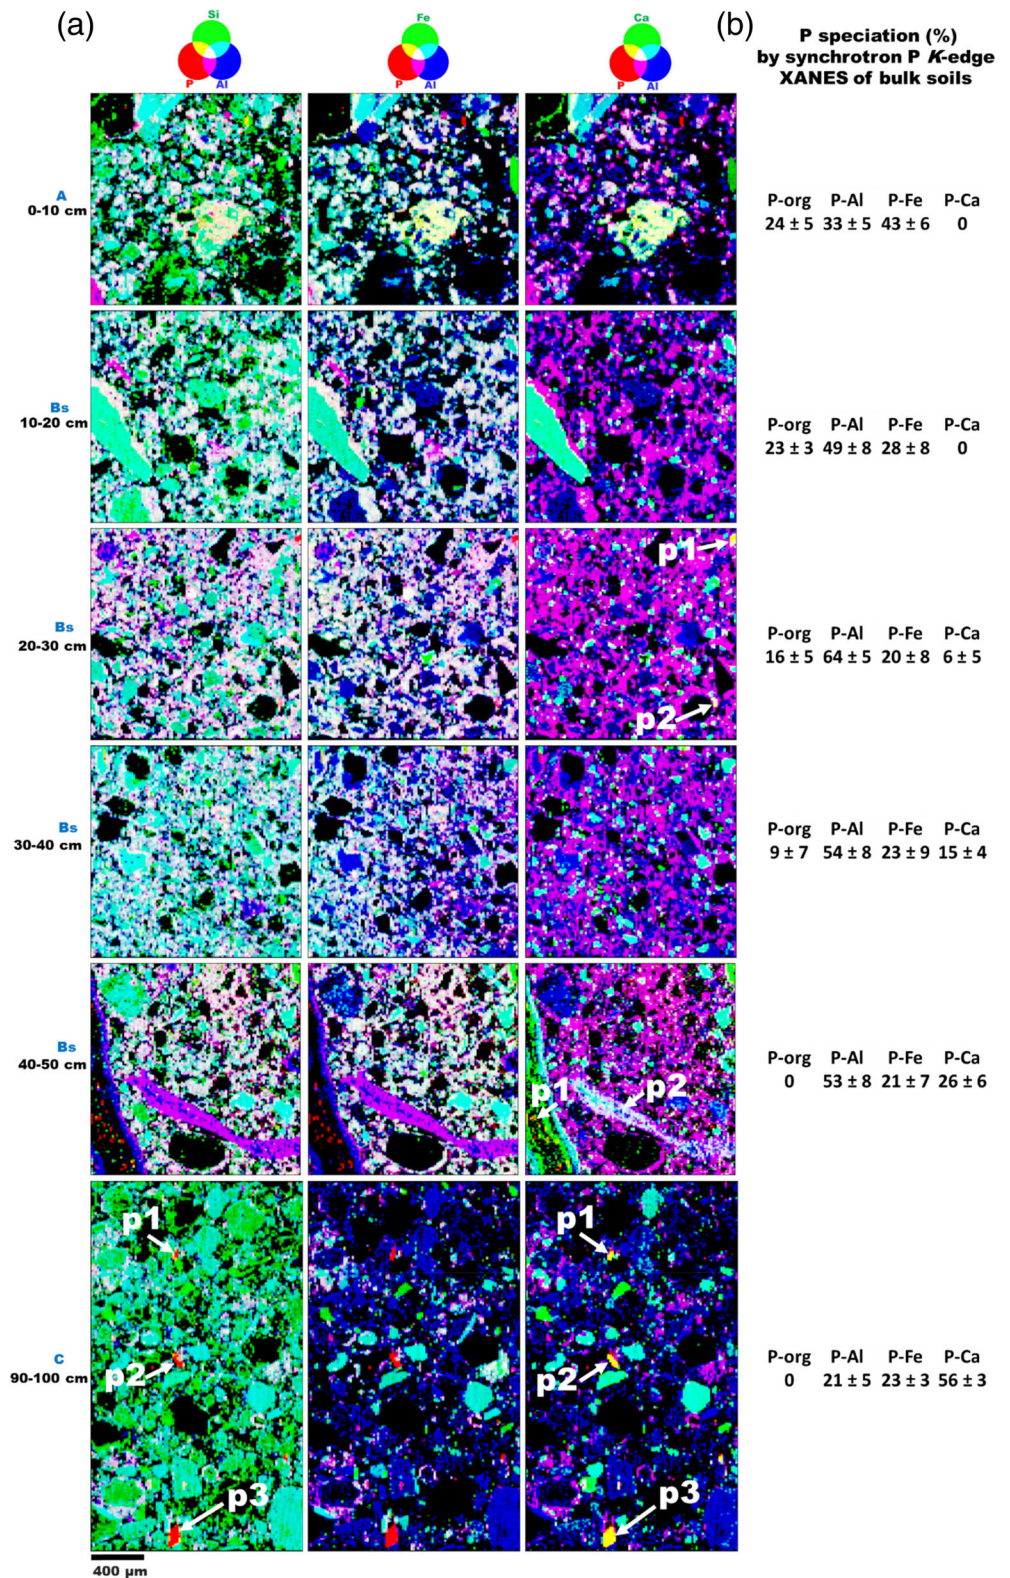 (a)
Si
P Al
Fe
P Al
Ca
P Al
(b)
P speciation (%)
by synchrotron P K-edge
XANES of bulk soils
A
0-10 cm
P-org P-Al P-Fe P-Ca
24 ± 5 33 ± 5 43 ± 6 0
Bs
10-20 cm
P-org P-Al P-Fe P-Ca
23 ± 3 49 ± 8 28 ± 8 0
Bs
20-30 cm
p1
p2
P-org P-Al P-Fe P-Ca
16 ± 5 64 ± 5 20 ± 8 6 ± 5
Bs
30-40 cm
P-org P-Al P-Fe P-Ca
9 ± 7 54 ± 8 23 ± 9 15 ± 4
Bs
40-50 cm
p1
p2
P-org P-Al P-Fe P-Ca
0 53 ± 8 21 ± 7 26 ± 6
C
90-100 cm
p1
p2
p3
p1
p2
p3
P-org P-Al P-Fe P-Ca
0 21 ± 5 23 ± 3 56 ± 3
400 µm